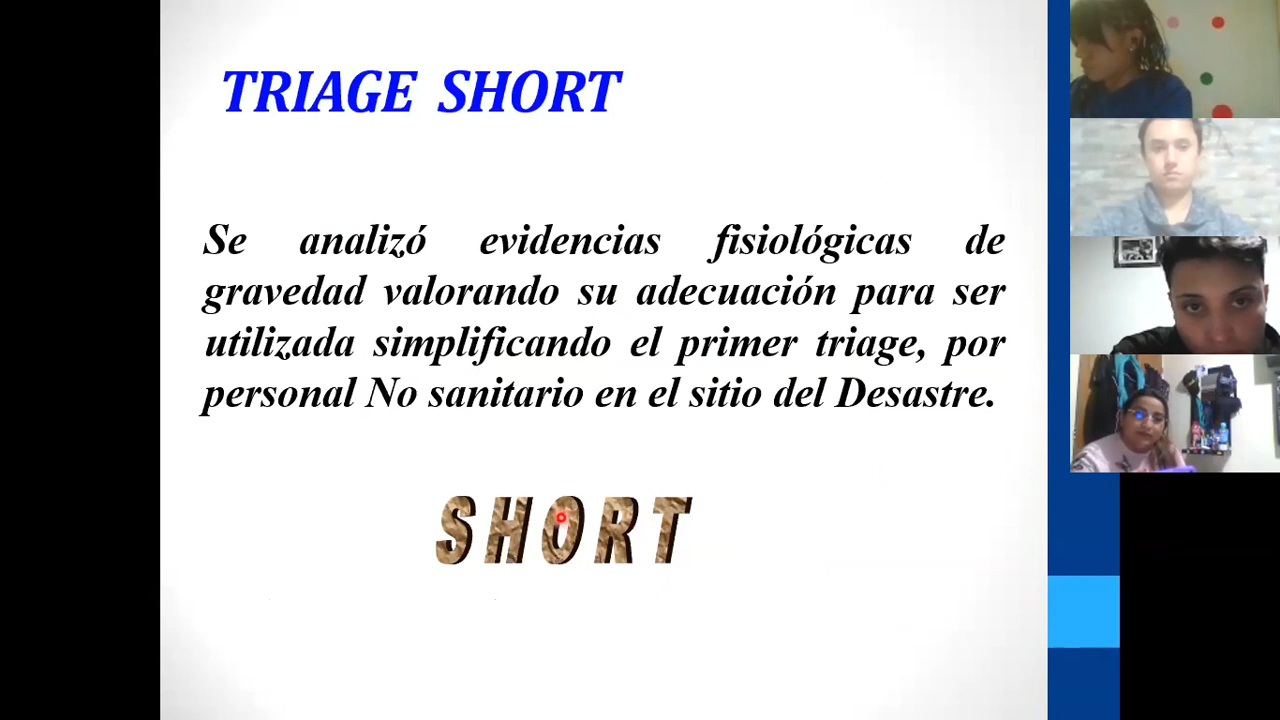 TRIAGE SHORT
Se analizó evidencias fisiológicas de
gravedad valorando su adecuación para ser
utilizada simplificando el primer triage, por
personal No sanitario en el sitio del Desastre.
SHORT